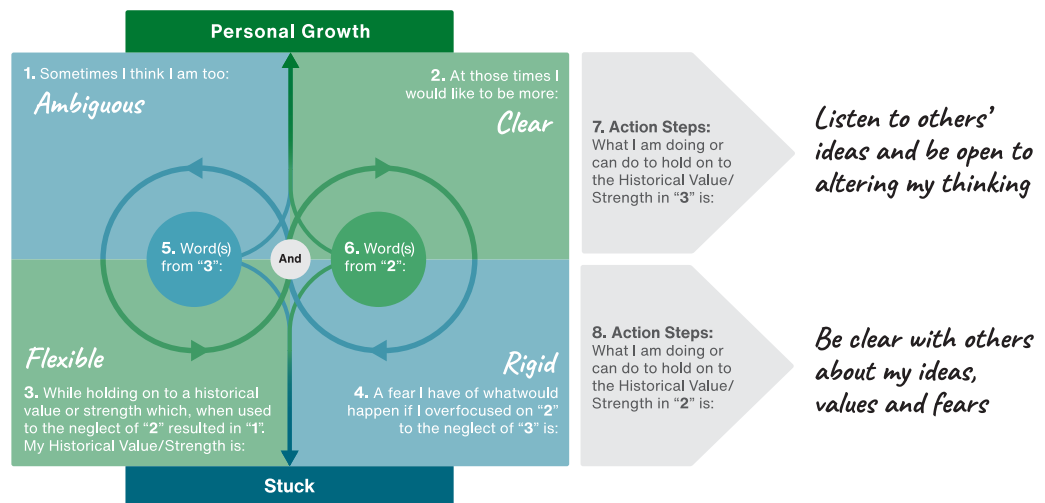 Personal Growth
1. Sometimes I think I am too:
Ambiguous
2. At those times I
would like to be more:
Clear
5. Word(s)
from “3”:
And
6. Word(s)
from “2”:
Flexible
3. While holding on to a historical
value or strength which, when used
to the neglect of “2” resulted in “1”.
My Historical Value/Strength is:
Rigid
4. A fear I have of whatwould
happen if I overfocused on “2”
to the neglect of “3” is:
Stuck
7. Action Steps:
What I am doing or
can do to hold on to
the Historical Value/
Strength in “3” is:
Listen to others’
ideas and be open to
altering my thinking
8. Action Steps:
What I am doing or
can do to hold on to
the Historical Value/
Strength in “2” is:
Be clear with others
about my ideas,
values and fears